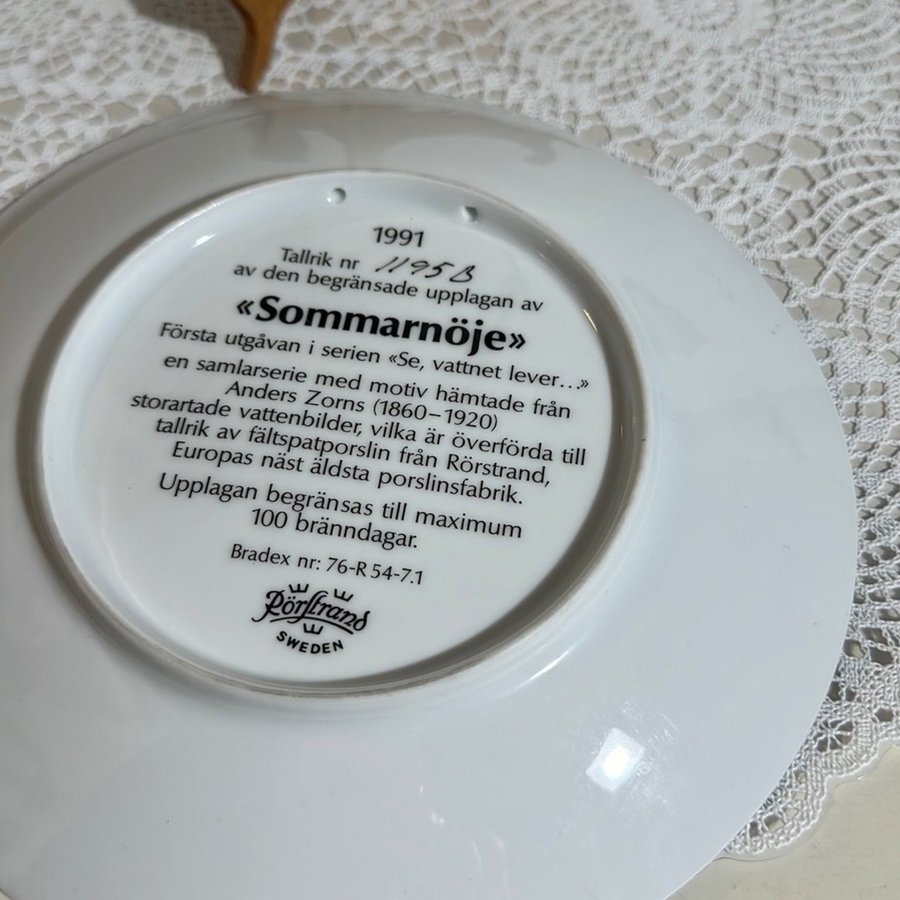 1991
Tallrik nr 1195B
av den begränsade upplagan av
«Sommarnöje»
Första utgåvan i serien «Se, vattnet lever...»
en samlarserie med motiv hämtade från
Anders Zorns (1860–1920)
storartade vattenbilder, vilka är överförda till
tallrik av fältspatporslin från Rörstrand,
Europas näst äldsta porslinsfabrik.
Upplagan begränsas till maximum
100 bränndagar.
Bradex nr: 76-R 54-7.1
Rörstrand
SWEDEN